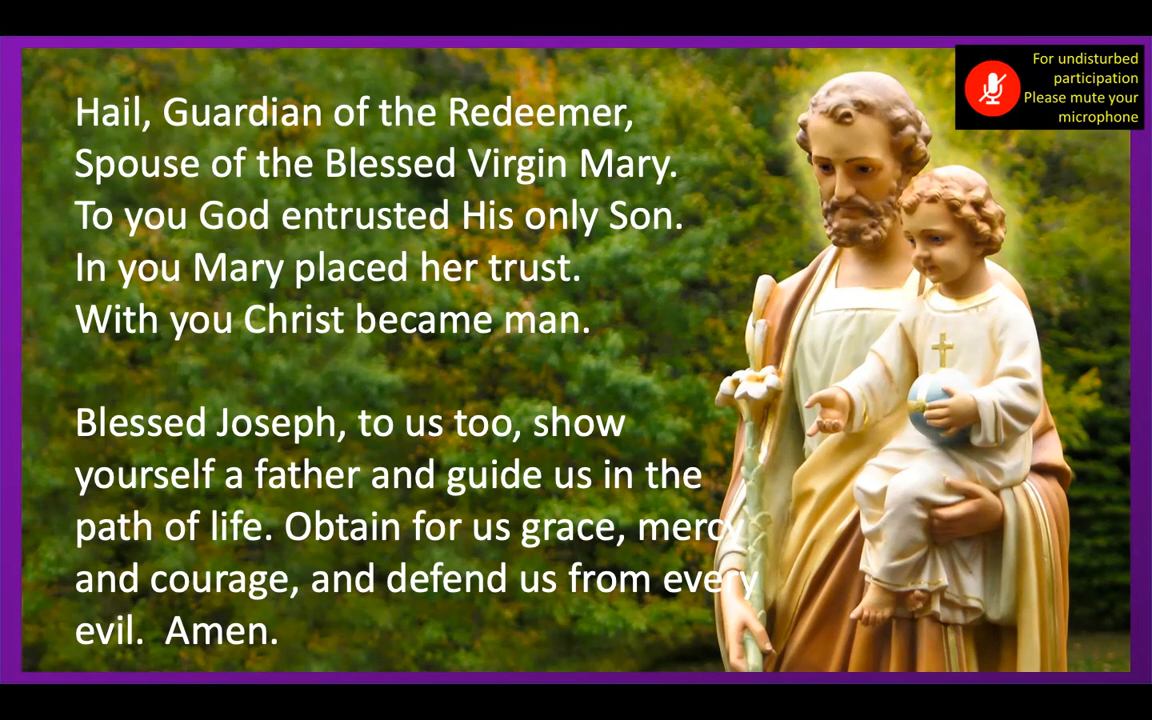 Hail, Guardian of the Redeemer,
Spouse of the Blessed Virgin Mary.
To you God entrusted His only Son.
In you Mary placed her trust.
With you Christ became man.
Blessed Joseph, to us too, show
yourself a father and guide us in the
path of life. Obtain for us grace, mercy
and courage, and defend us from every
evil.  Amen.
For undisturbed
participation
Please mute your
microphone